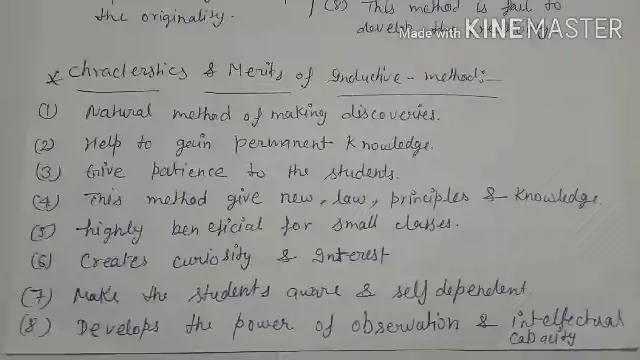 the originality.
(8) This method is fail to
develop the
Made with KINEMASTER
* Chracterstics & Merits of Inductive - method:-
(1) Natural method of making discoveries.
(2) Help to gain permanent Knowledge.
(3) Give patience to the students.
(4) This method give new, law, principles & Knowledge.
(5) highly beneficial for small classes.
(6) Creates curiosity & Interest
(7) Make the students aware & self dependent.
(8) Develops the power of observation & intellectual
capacity